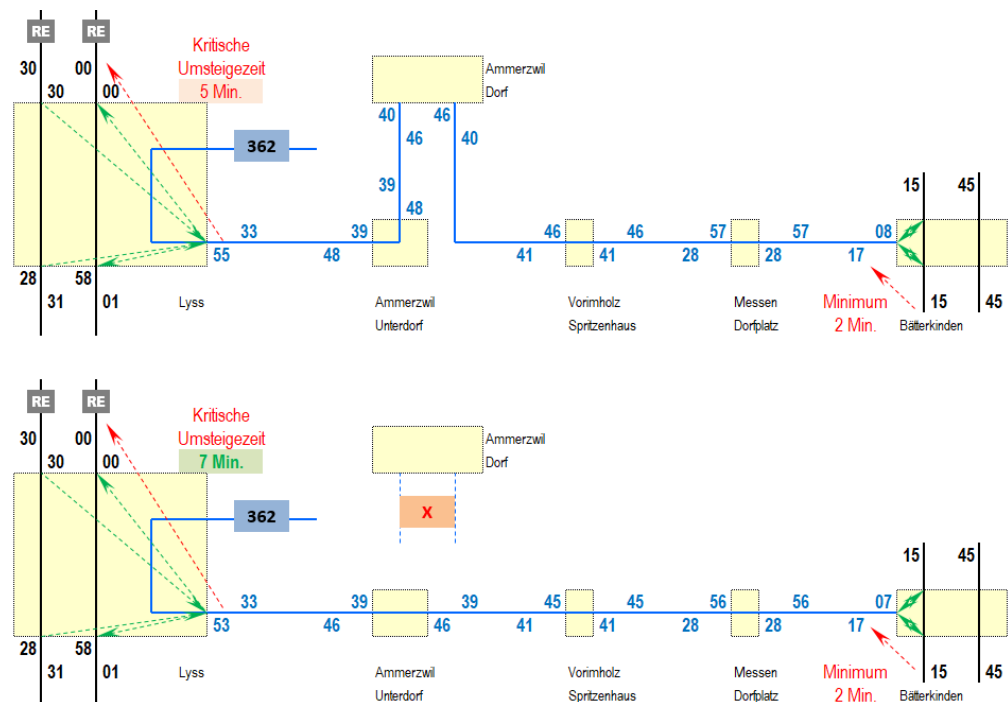 RE RE
Kritische
Umsteigezeit
5 Min.
30 00
30 00
Ammerzwil
Dorf
362
40 46
46 40
39
48
15 45
33 39 46 46 57 57 08
55 48 41 41 28 28 17
28 58
31 01
15 45
Minimum
2 Min.
Lyss
Ammerzwil
Unterdorf
Vorimholz
Spritzenhaus
Messen
Dorfplatz
Bätterkinden
RE RE
Kritische
Umsteigezeit
7 Min.
30 00
30 00
Ammerzwil
Dorf
362
X
15 45
33 39 39 45 45 56 56 07
53 46 46 41 41 28 28 17
28 58
31 01
15 45
Minimum
2 Min.
Lyss
Ammerzwil
Unterdorf
Vorimholz
Spritzenhaus
Messen
Dorfplatz
Bätterkinden